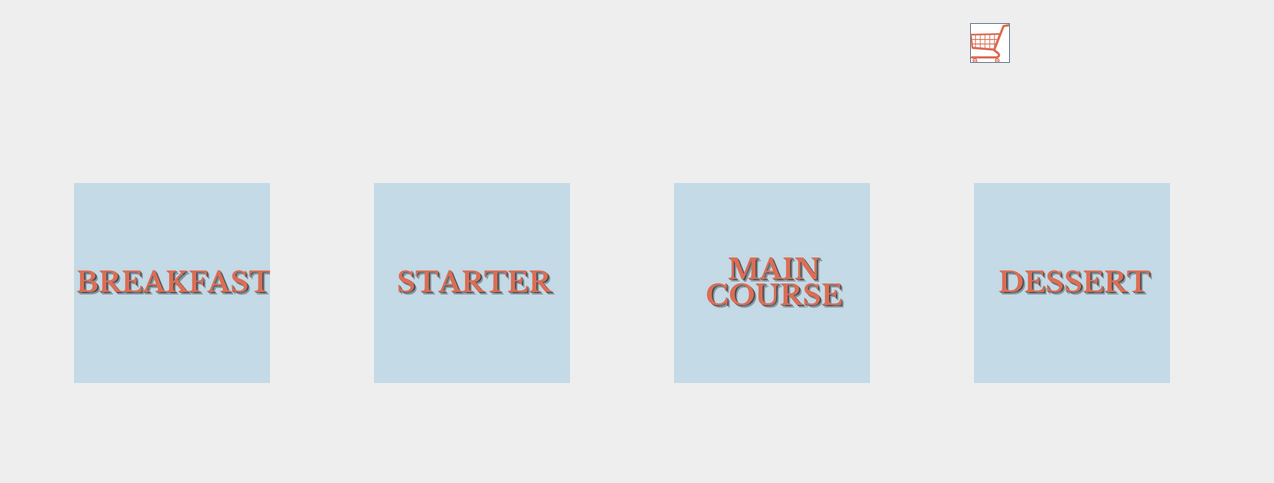 BREAKFAST
STARTER
MAIN
COURSE
DESSERT